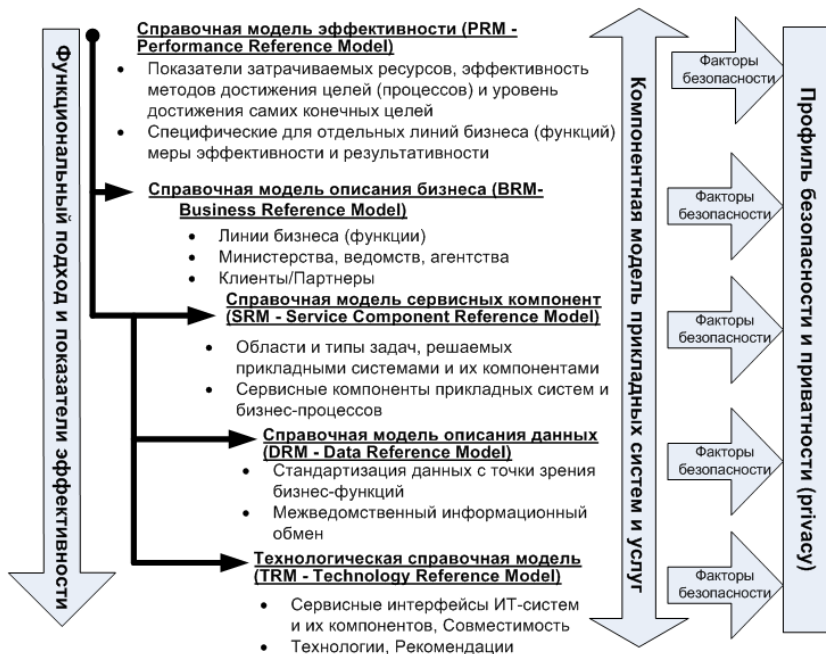 Функциональный подход и показатели эффективности
Справочная модель эффективности (PRM -
Performance Reference Model)
• Показатели затрачиваемых ресурсов, эффективность
методов достижения целей (процессов) и уровень
достижения самих конечных целей
• Специфические для отдельных линий бизнеса (функций)
меры эффективности и результативности
Справочная модель описания бизнеса (BRM-
Business Reference Model)
• Линии бизнеса (функции)
• Министерства, ведомств, агентства
• Клиенты/Партнеры
Справочная модель сервисных компонент
(SRM - Service Component Reference Model)
• Области и типы задач, решаемых
прикладными системами и их компонентами
• Сервисные компоненты прикладных систем и
бизнес-процессов
Справочная модель описания данных
(DRM - Data Reference Model)
• Стандартизация данных с точки зрения
бизнес-функций
• Межведомственный информационный
обмен
Технологическая справочная модель
(TRM - Technology Reference Model)
• Сервисные интерфейсы ИТ-систем
и их компонентов, Совместимость
• Технологии, Рекомендации
Компонентная модель прикладных систем и услуг
Факторы
безопасности
Факторы
безопасности
Факторы
безопасности
Факторы
безопасности
Факторы
безопасности
Профиль безопасности и приватности (privacy)